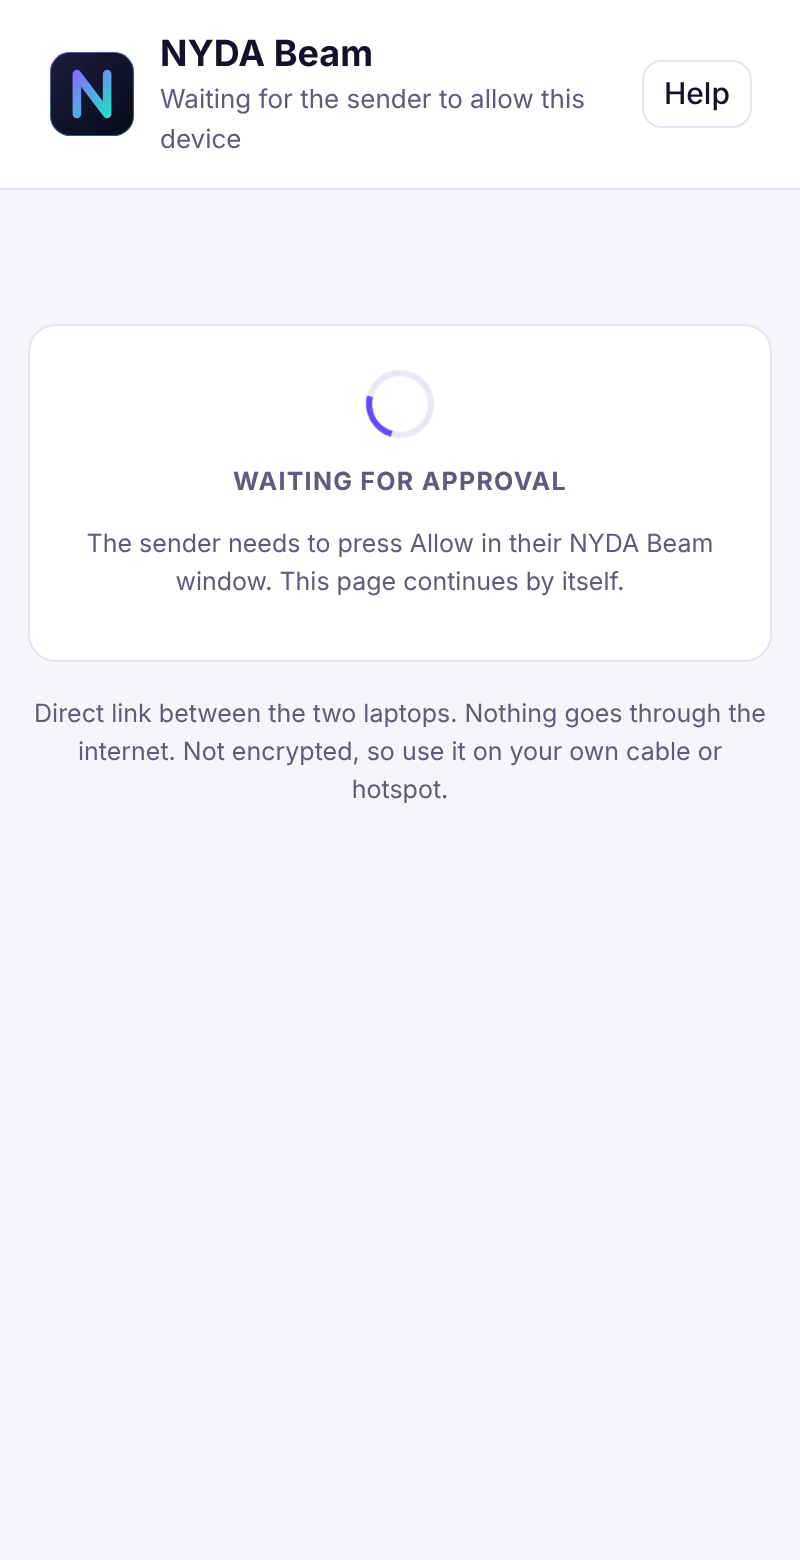 N
NYDA Beam
Waiting for the sender to allow this
device
Help
WAITING FOR APPROVAL
The sender needs to press Allow in their NYDA Beam
window. This page continues by itself.
Direct link between the two laptops. Nothing goes through the
internet. Not encrypted, so use it on your own cable or
hotspot.